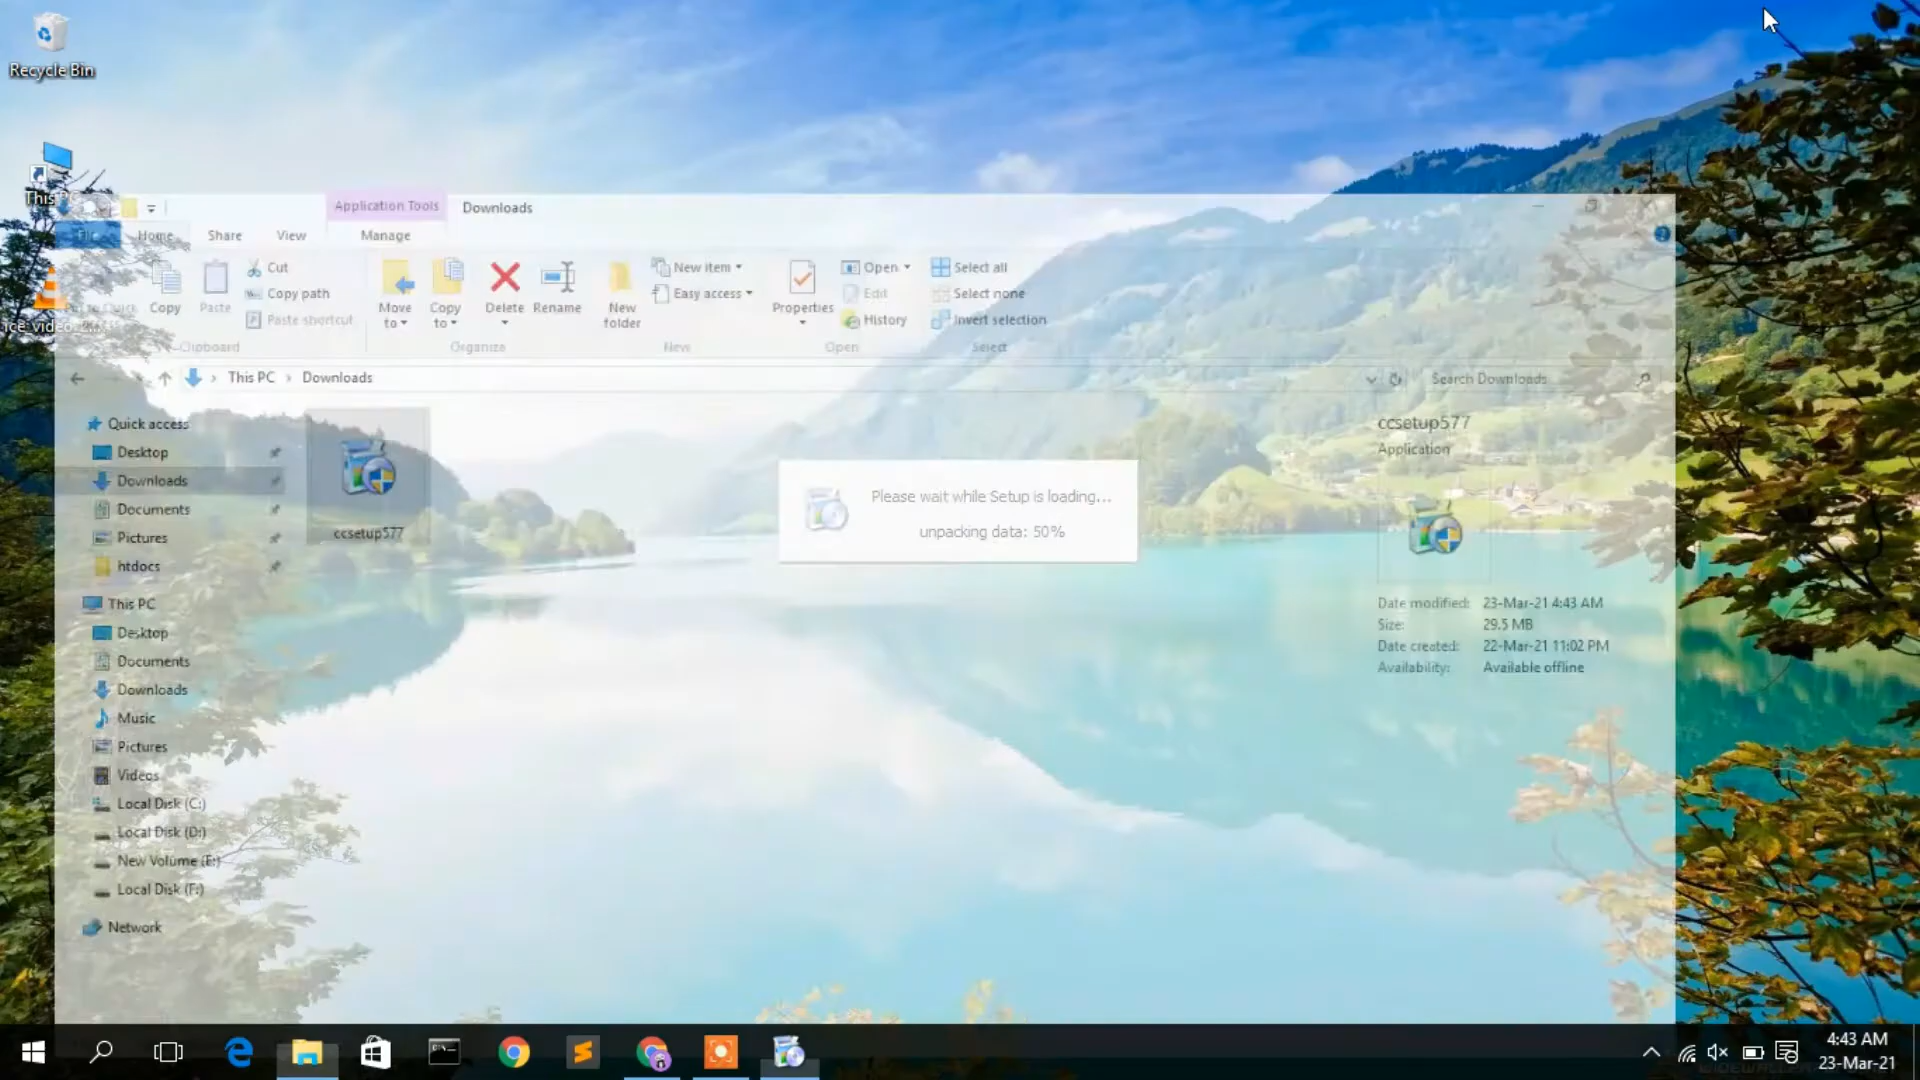 Recycle Bin
This PC
Application Tools
Downloads
File
Home
Share
View
Manage
Copy
Paste
Cut
Copy path
Paste shortcut
Clipboard
Move to
Copy to
Delete
Rename
Organize
New folder
New item
Easy access
New
Properties
Open
Edit
History
Open
Select all
Select none
Invert selection
Select
This PC > Downloads
Search Downloads
Quick access
Desktop
Downloads
Documents
Pictures
htdocs
This PC
Desktop
Documents
Downloads
Music
Pictures
Videos
Local Disk (C:)
Local Disk (D:)
New Volume (E:)
Local Disk (F:)
Network
ccsetup577
Please wait while Setup is loading...
unpacking data: 50%
ccsetup577
Application
Date modified: 23-Mar-21 4:43 AM
Size: 29.5 MB
Date created: 22-Mar-21 11:02 PM
Availability: Available offline
4:43 AM
23-Mar-21